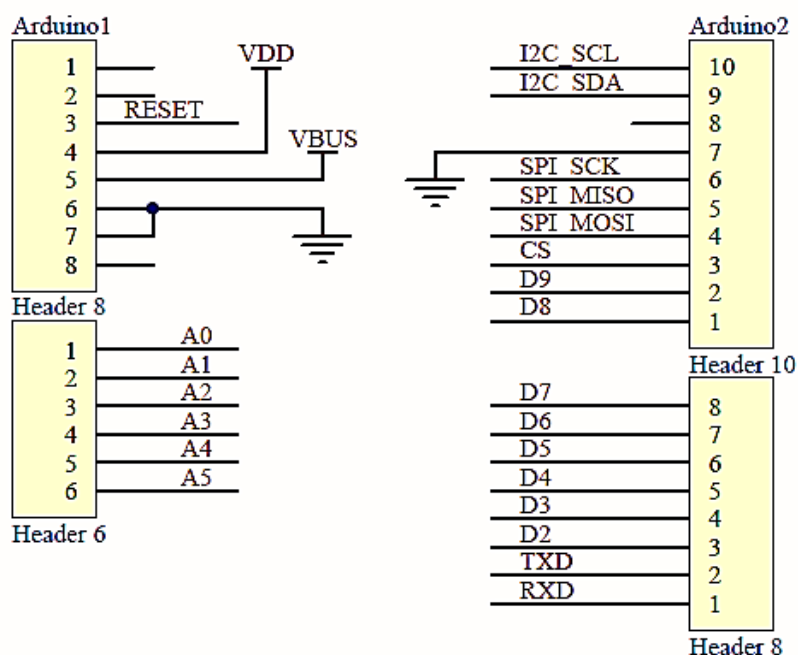 Arduino1
1
2
RESET
3
VDD
4
VBUS
5
6
7
8
Header 8
A0
1
A1
2
A2
3
A3
4
A4
5
A5
6
Header 6
Arduino2
I2C_SCL
10
I2C_SDA
9
8
7
SPI_SCK
6
SPI_MISO
5
SPI_MOSI
4
CS
3
D9
2
D8
1
Header 10
D7
8
D6
7
D5
6
D4
5
D3
4
D2
3
TXD
2
RXD
1
Header 8